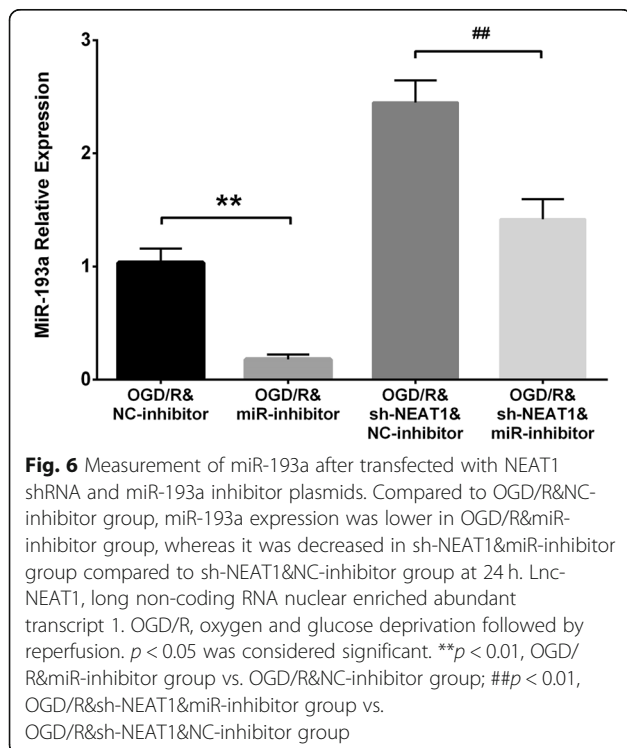 MiR-193a Relative Expression
3
2
1
0
**
##
OGD/R&
NC-inhibitor
OGD/R&
miR-inhibitor
OGD/R&
sh-NEAT1&
NC-inhibitor
OGD/R&
sh-NEAT1&
miR-inhibitor
Fig. 6 Measurement of miR-193a after transfected with NEAT1
shRNA and miR-193a inhibitor plasmids. Compared to OGD/R&NC-
inhibitor group, miR-193a expression was lower in OGD/R&miR-
inhibitor group, whereas it was decreased in sh-NEAT1&miR-inhibitor
group compared to sh-NEAT1&NC-inhibitor group at 24 h. Lnc-
NEAT1, long non-coding RNA nuclear enriched abundant
transcript 1. OGD/R, oxygen and glucose deprivation followed by
reperfusion. p < 0.05 was considered significant. **p < 0.01, OGD/
R&miR-inhibitor group vs. OGD/R&NC-inhibitor group; ##p < 0.01,
OGD/R&sh-NEAT1&miR-inhibitor group vs.
OGD/R&sh-NEAT1&NC-inhibitor group